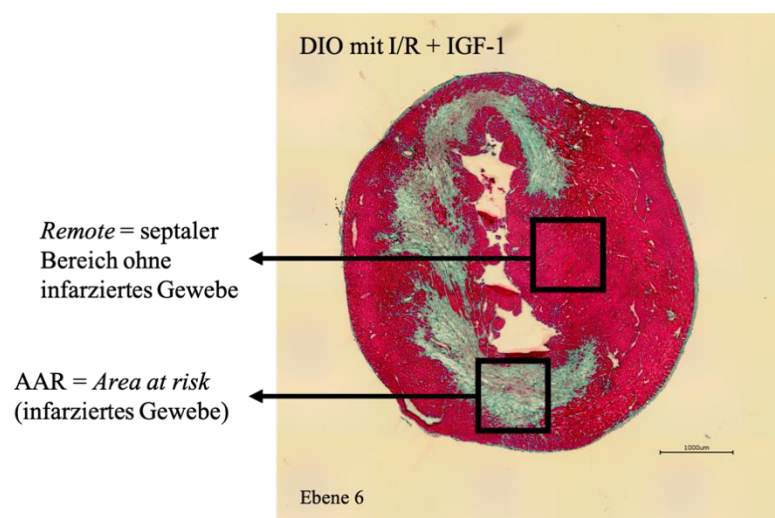 DIO mit I/R + IGF-1
Remote = septaler
Bereich ohne
infarziertes Gewebe
AAR = Area at risk
(infarziertes Gewebe)
1000um
Ebene 6